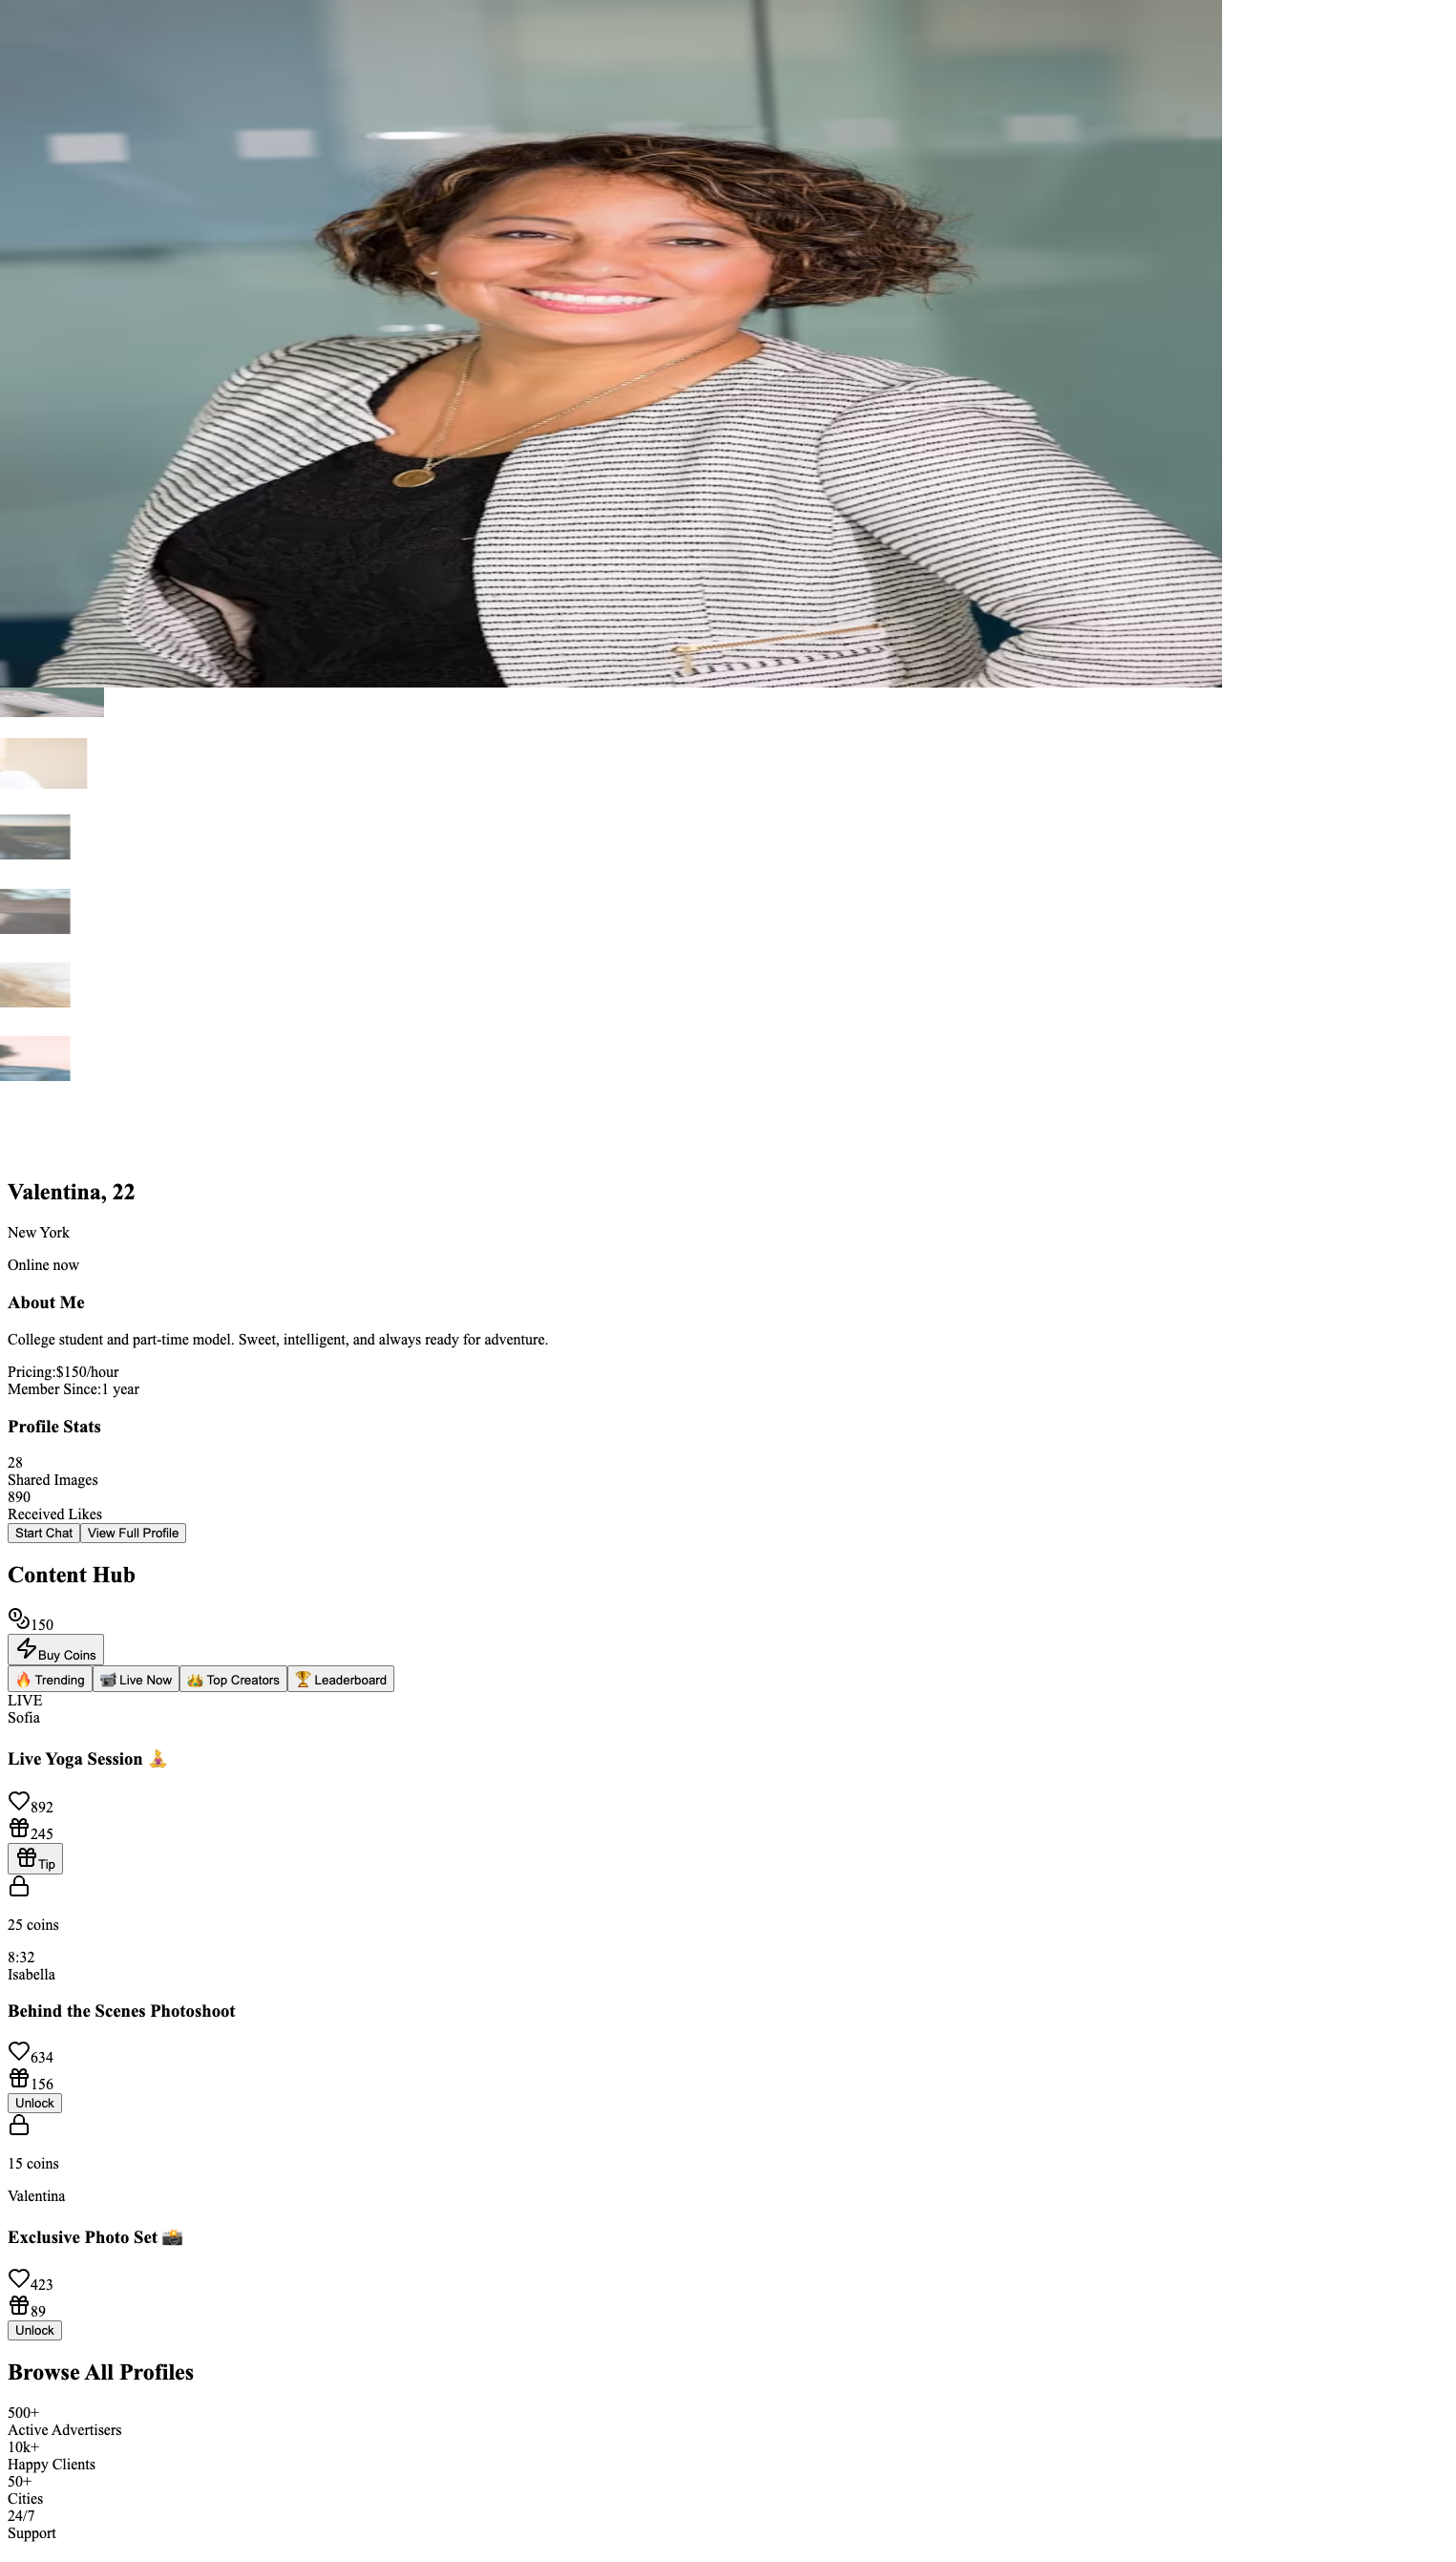 Valentina, 22
New York
Online now
About Me
College student and part-time model. Sweet, intelligent, and always ready for adventure.
Pricing:$150/hour
Member Since:1 year
Profile Stats
28
Shared Images
890
Received Likes
Start Chat View Full Profile
Content Hub
150
Buy Coins
🔥 Trending 📹 Live Now 👑 Top Creators 🏆 Leaderboard
LIVE
Sofia
Live Yoga Session 🧘‍♀️
892
245
Tip
25 coins
8:32
Isabella
Behind the Scenes Photoshoot
634
156
Unlock
15 coins
Valentina
Exclusive Photo Set 📸
423
89
Unlock
Browse All Profiles
500+
Active Advertisers
10k+
Happy Clients
50+
Cities
24/7
Support